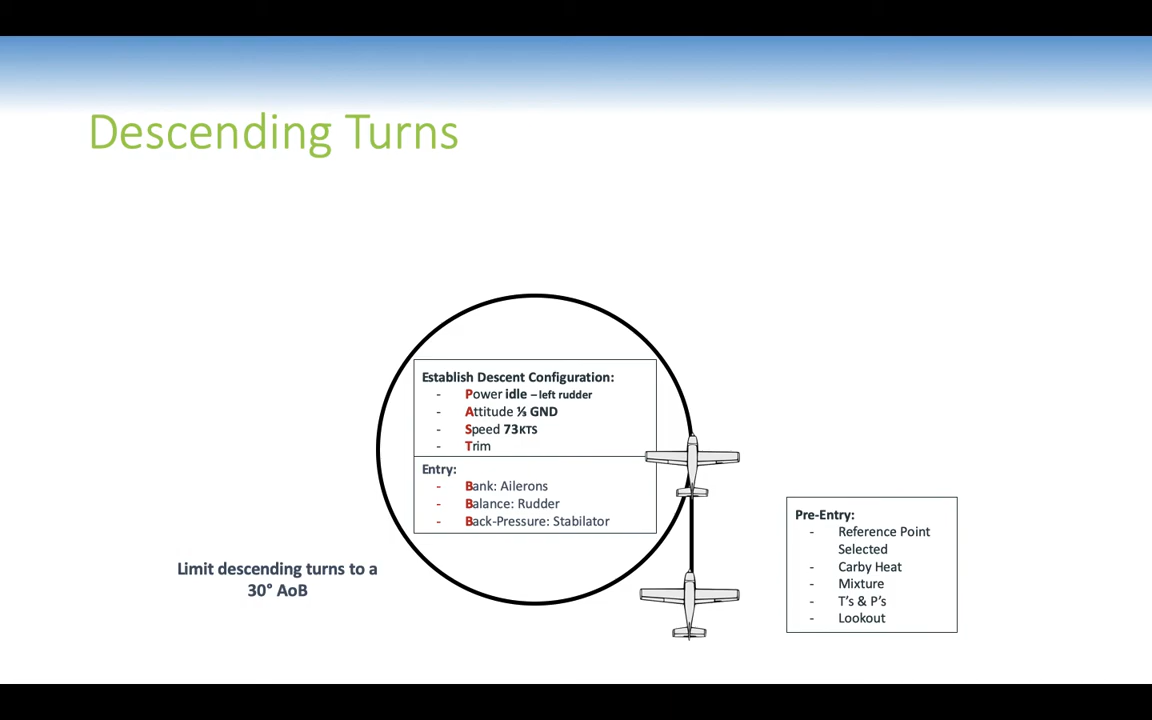 Descending Turns
Establish Descent Configuration:
- Power idle – left rudder
- Attitude ⅓ GND
- Speed 73KTS
- Trim
Entry:
- Bank: Ailerons
- Balance: Rudder
- Back-Pressure: Stabilator
Pre-Entry:
- Reference Point
Selected
- Carby Heat
- Mixture
- T's & P's
- Lookout
Limit descending turns to a
30° AoB